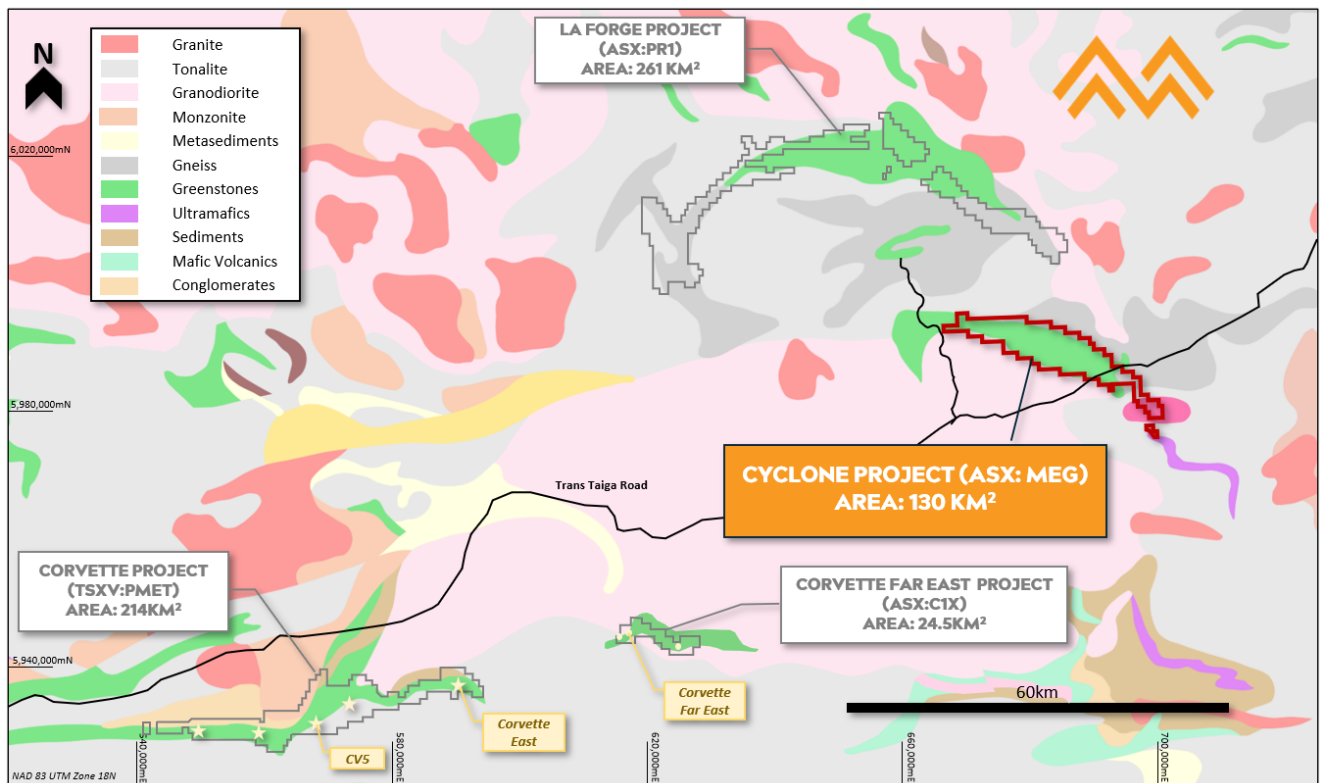 N
Granite
Tonalite
Granodiorite
Monzonite
Metasediments
Gneiss
Greenstones
Ultramafics
Sediments
Mafic Volcanics
Conglomerates
LA FORGE PROJECT
(ASX:PR1)
AREA: 261 KM²
6,020,000mN
5,980,000mN
CYCLONE PROJECT (ASX: MEG)
AREA: 130 KM²
Trans Taiga Road
CORVETTE PROJECT
(TSXV:PMET)
AREA: 214KM²
CORVETTE FAR EAST PROJECT
(ASX:C1X)
AREA: 24.5KM²
5,940,000mN
60km
Corvette
Far East
Corvette
East
CV5
540,000mE
580,000mE
620,000mE
660,000mE
700,000mE
NAD 83 UTM Zone 18N